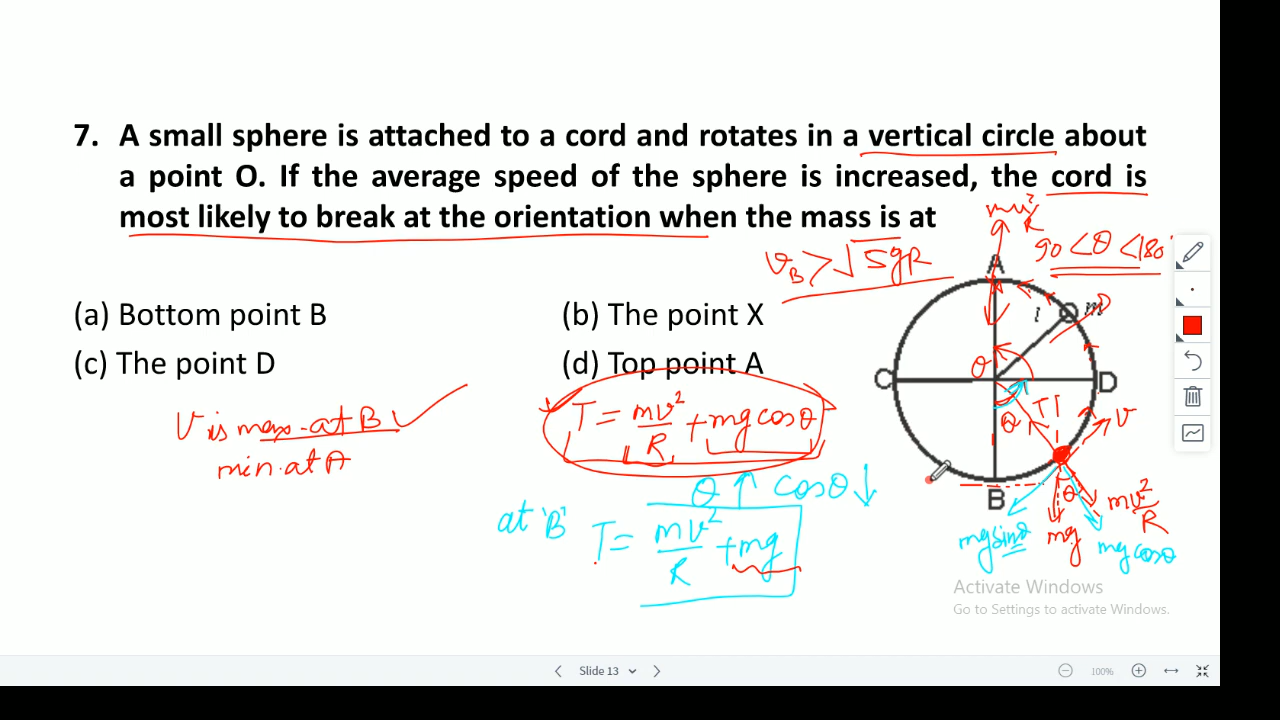 7. A small sphere is attached to a cord and rotates in a vertical circle about
a point O. If the average speed of the sphere is increased, the cord is
most likely to break at the orientation when the mass is at
mv²/R
90 < θ < 180
v_B > √5gR
A
(a) Bottom point B
(b) The point X
l
m
(c) The point D
(d) Top point A
C
θ
D
v is max. at B
min. at A
T = mv²/R + mg cosθ
θ
T
v
θ ↑ cosθ ↓
B
θ
mv²/R
at 'B' T = mv²/R + mg
mg sinθ
mg
mg cosθ
Activate Windows
Go to Settings to activate Windows.
Slide 13
100%